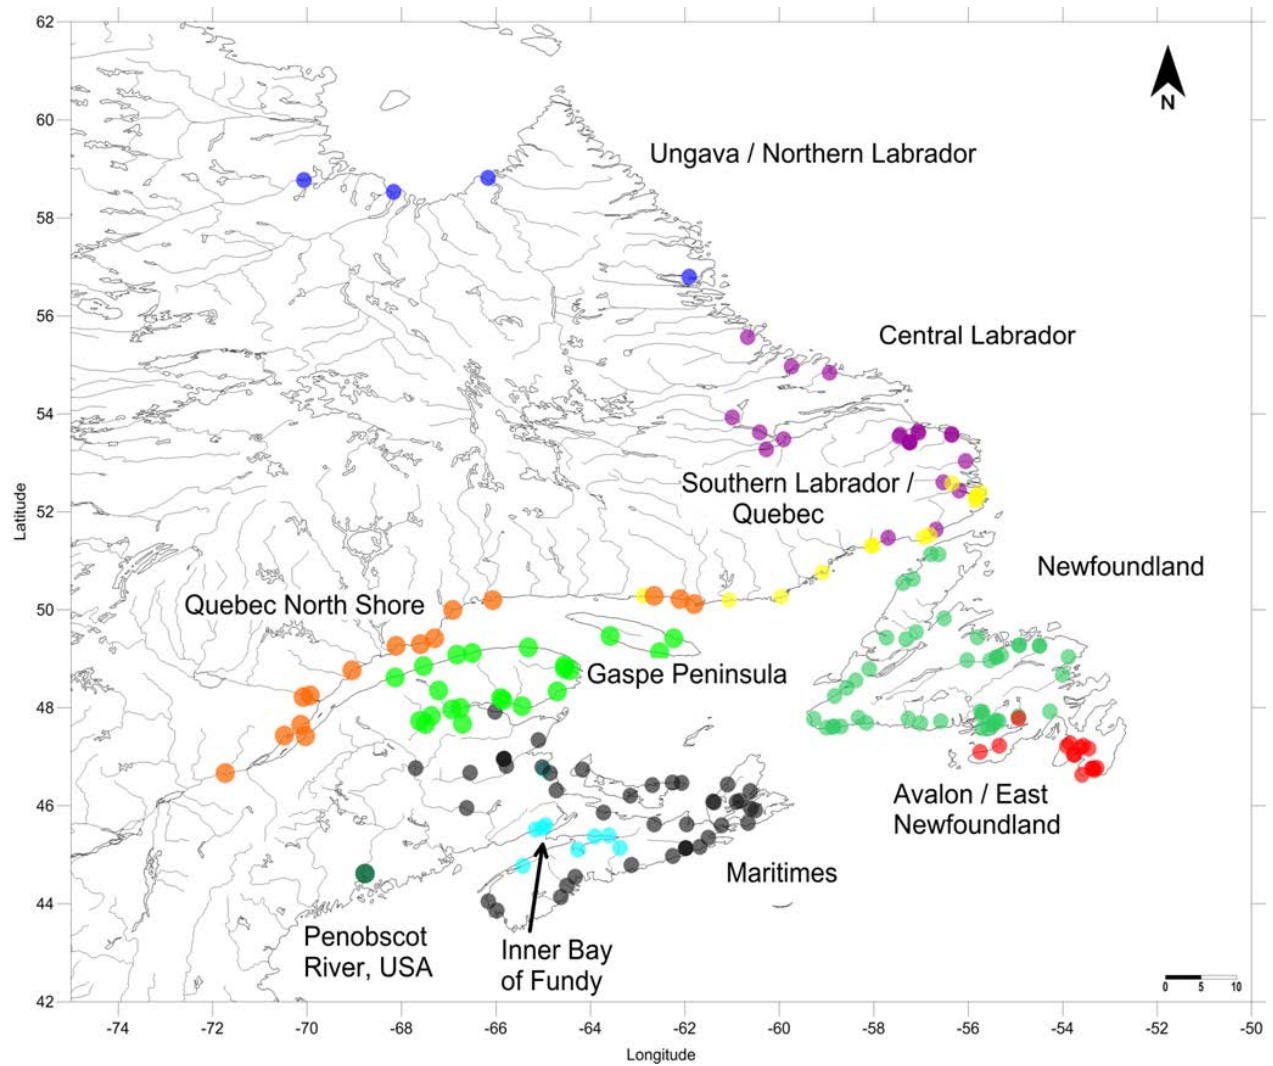 62
60
58
56
54
52
50
48
46
44
42
Latitude
N
Ungava / Northern Labrador
Central Labrador
Southern Labrador /
Quebec
Newfoundland
Quebec North Shore
Gaspe Peninsula
Avalon / East
Newfoundland
Maritimes
Penobscot
River, USA
Inner Bay
of Fundy
0 5 10
-74 -72 -70 -68 -66 -64 -62 -60 -58 -56 -54 -52 -50
Longitude